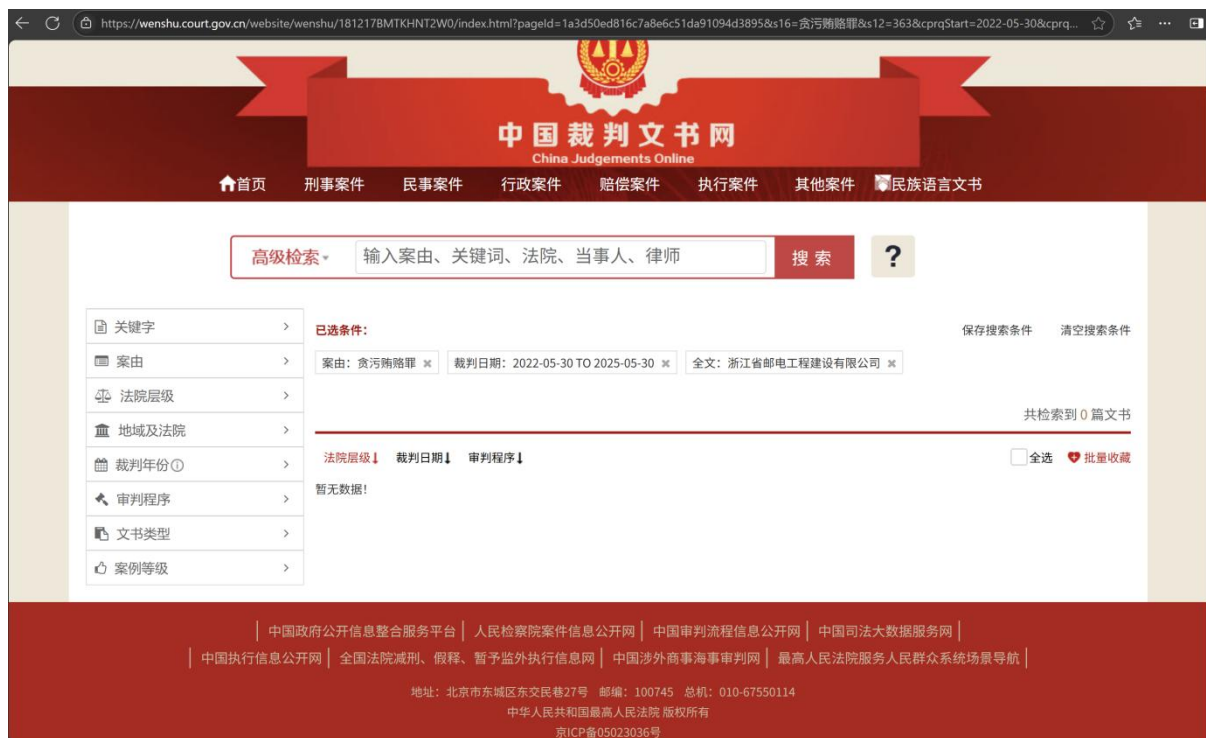 https://wenshu.court.gov.cn/website/wenshu/181217BMTKHNT2W0/index.html?pageId=1a3d50ed816c7a8e6c51da91094d3895&s16=贪污贿赂罪&s12=363&cprqStart=2022-05-30&cprq...
中国裁判文书网
China Judgements Online
首页 刑事案件 民事案件 行政案件 赔偿案件 执行案件 其他案件 民族语言文书
高级检索 输入案由、关键词、法院、当事人、律师 搜索 ?
关键字
案由
法院层级
地域及法院
裁判年份
审判程序
文书类型
案例等级
已选条件： 保存搜索条件 清空搜索条件
案由：贪污贿赂罪 × 裁判日期：2022-05-30 TO 2025-05-30 × 全文：浙江省邮电工程建设有限公司 ×
共检索到 0 篇文书
法院层级 裁判日期 审判程序 全选 批量收藏
暂无数据！
| 中国政府公开信息整合服务平台 | 人民检察院案件信息公开网 | 中国审判流程信息公开网 | 中国司法大数据服务网 |
| 中国执行信息公开网 | 全国法院减刑、假释、暂予监外执行信息网 | 中国涉外商事海事审判网 | 最高人民法院服务人民群众系统场景导航 |
地址：北京市东城区东交民巷27号 邮编：100745 总机：010-67550114
中华人民共和国最高人民法院 版权所有
京ICP备05023036号